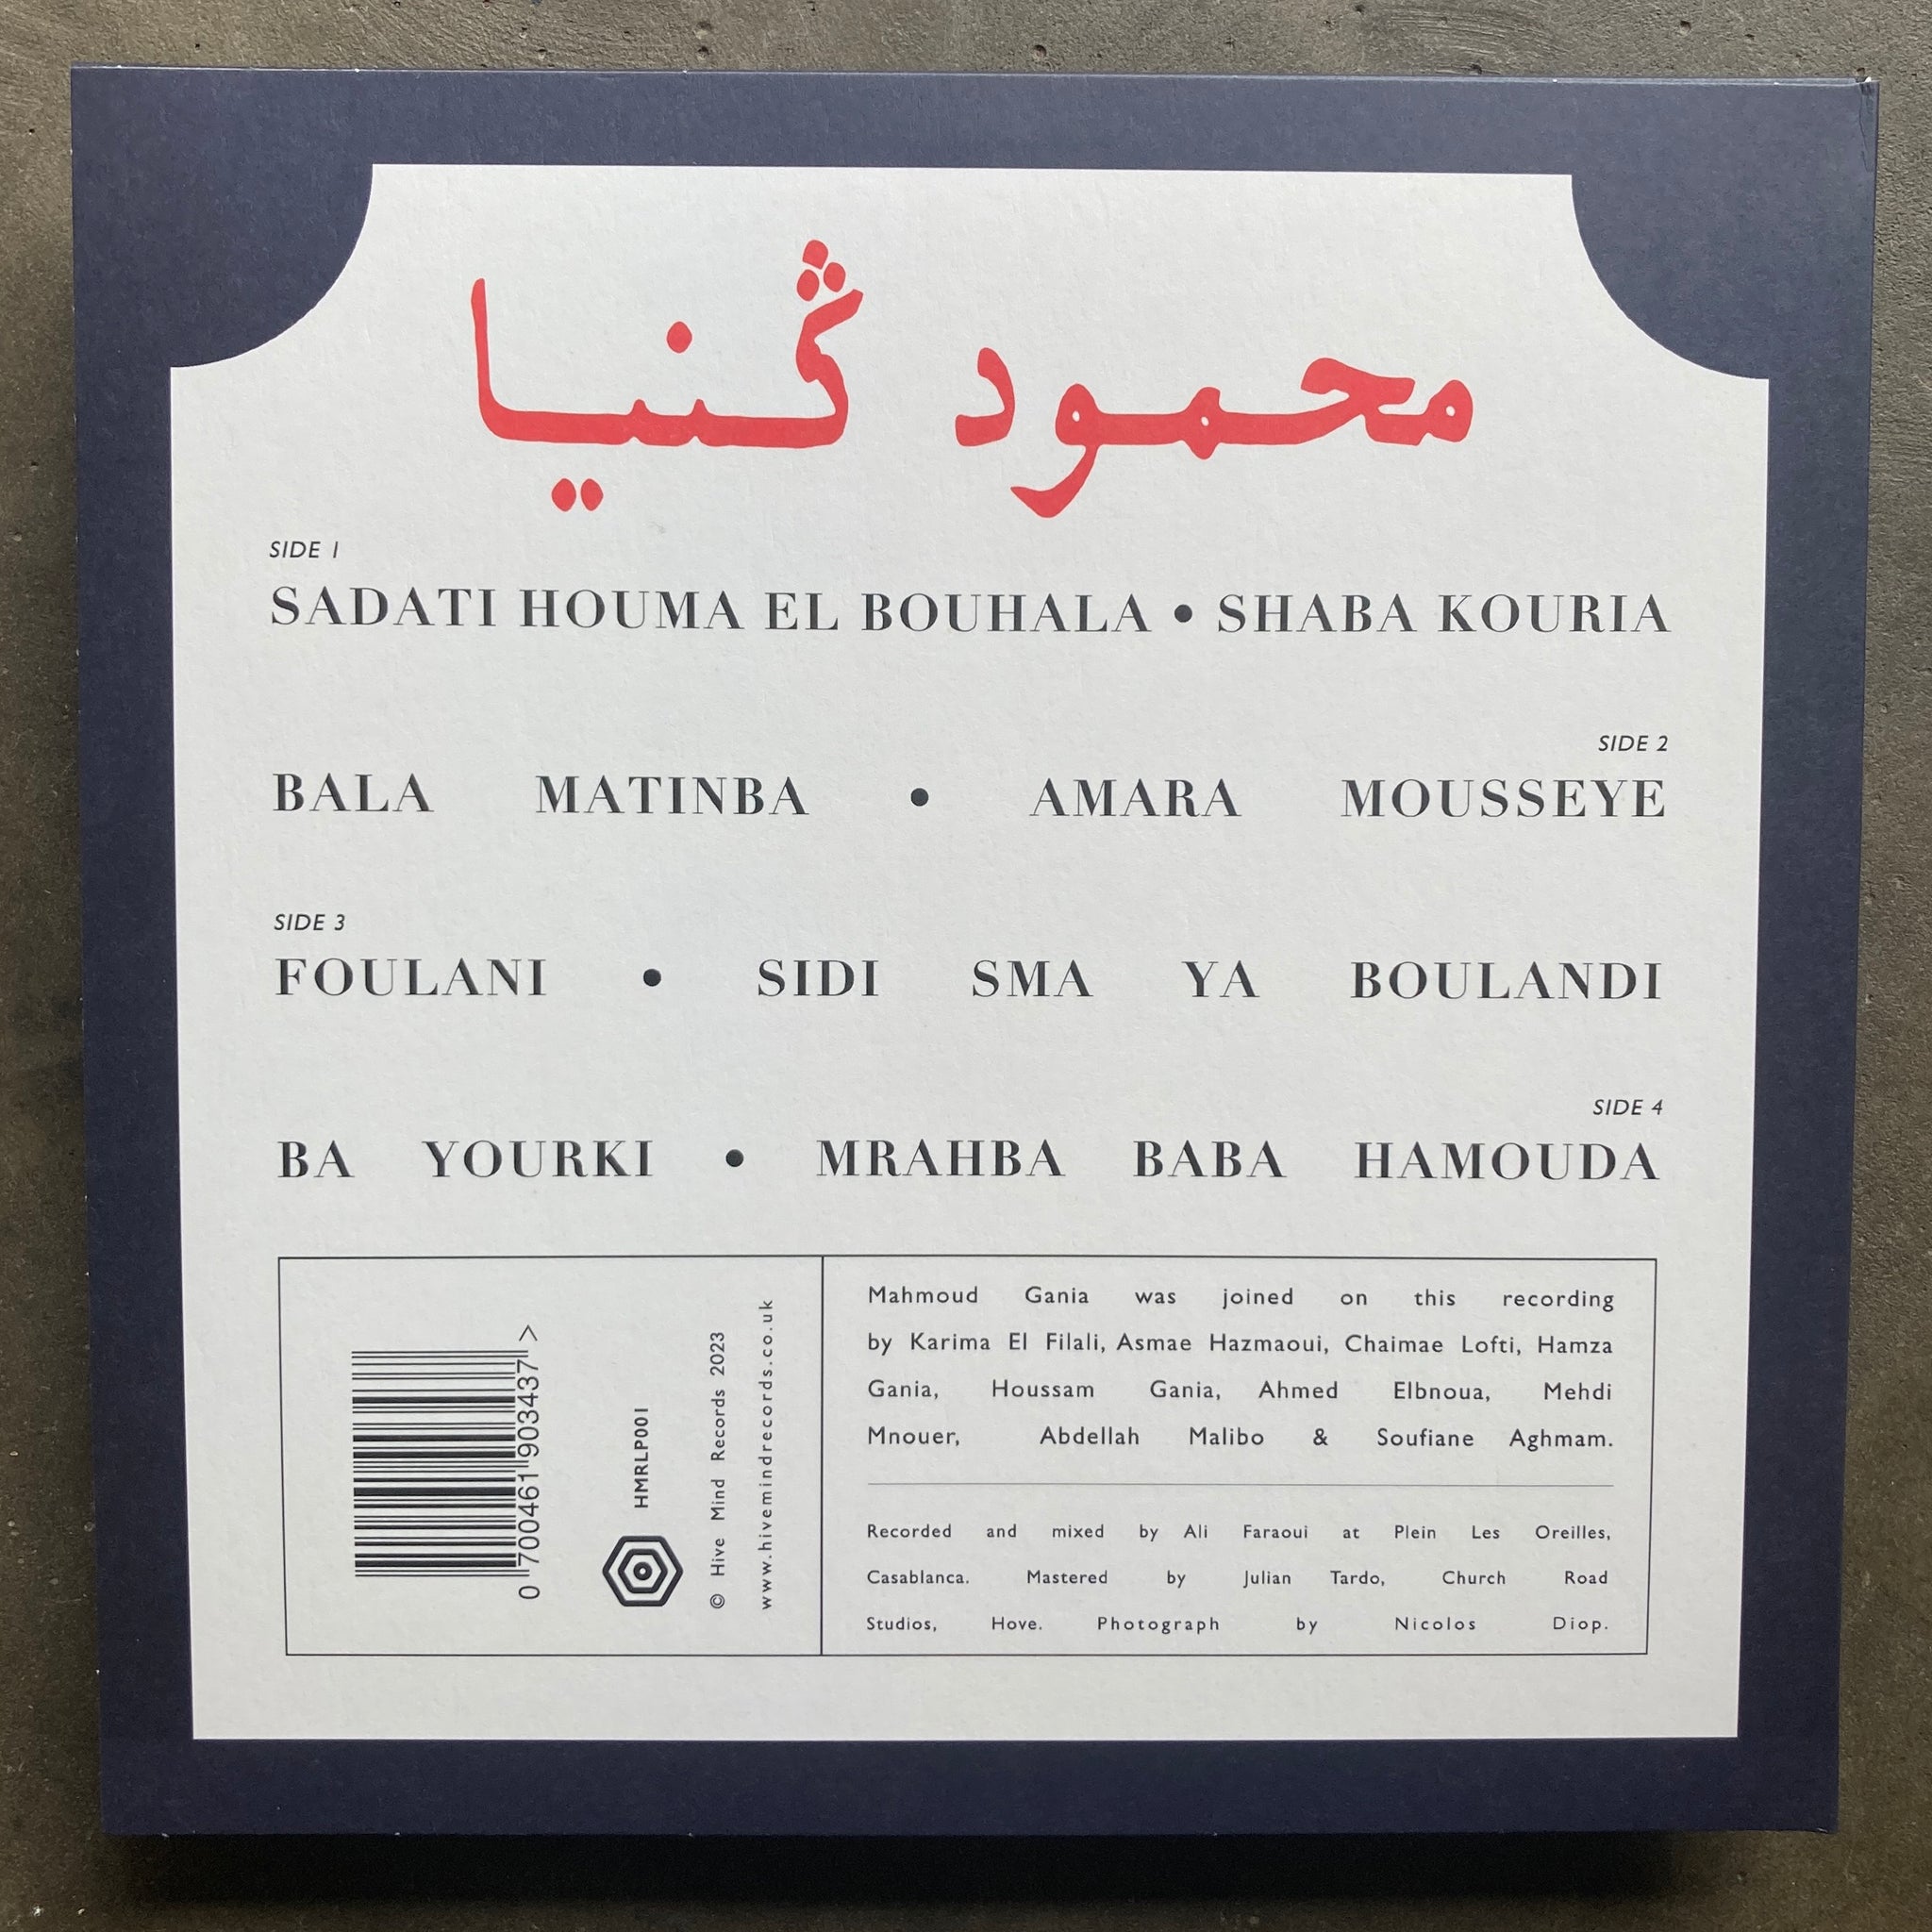 محمود ݣنيا
SIDE 1
SADATI HOUMA EL BOUHALA • SHABA KOURIA
SIDE 2
BALA MATINBA • AMARA MOUSSEYE
SIDE 3
FOULANI • SIDI SMA YA BOULANDI
SIDE 4
BA YOURKI • MRAHBA BABA HAMOUDA
0 700461 903437 >
HMRLP001
© Hive Mind Records 2023
www.hivemindrecords.co.uk
Mahmoud Gania was joined on this recording
by Karima El Filali, Asmae Hazmaoui, Chaimae Lofti, Hamza
Gania, Houssam Gania, Ahmed Elbnoua, Mehdi
Mnouer, Abdellah Malibo & Soufiane Aghmam.
Recorded and mixed by Ali Faraoui at Plein Les Oreilles,
Casablanca. Mastered by Julian Tardo, Church Road
Studios, Hove. Photograph by Nicolos Diop.